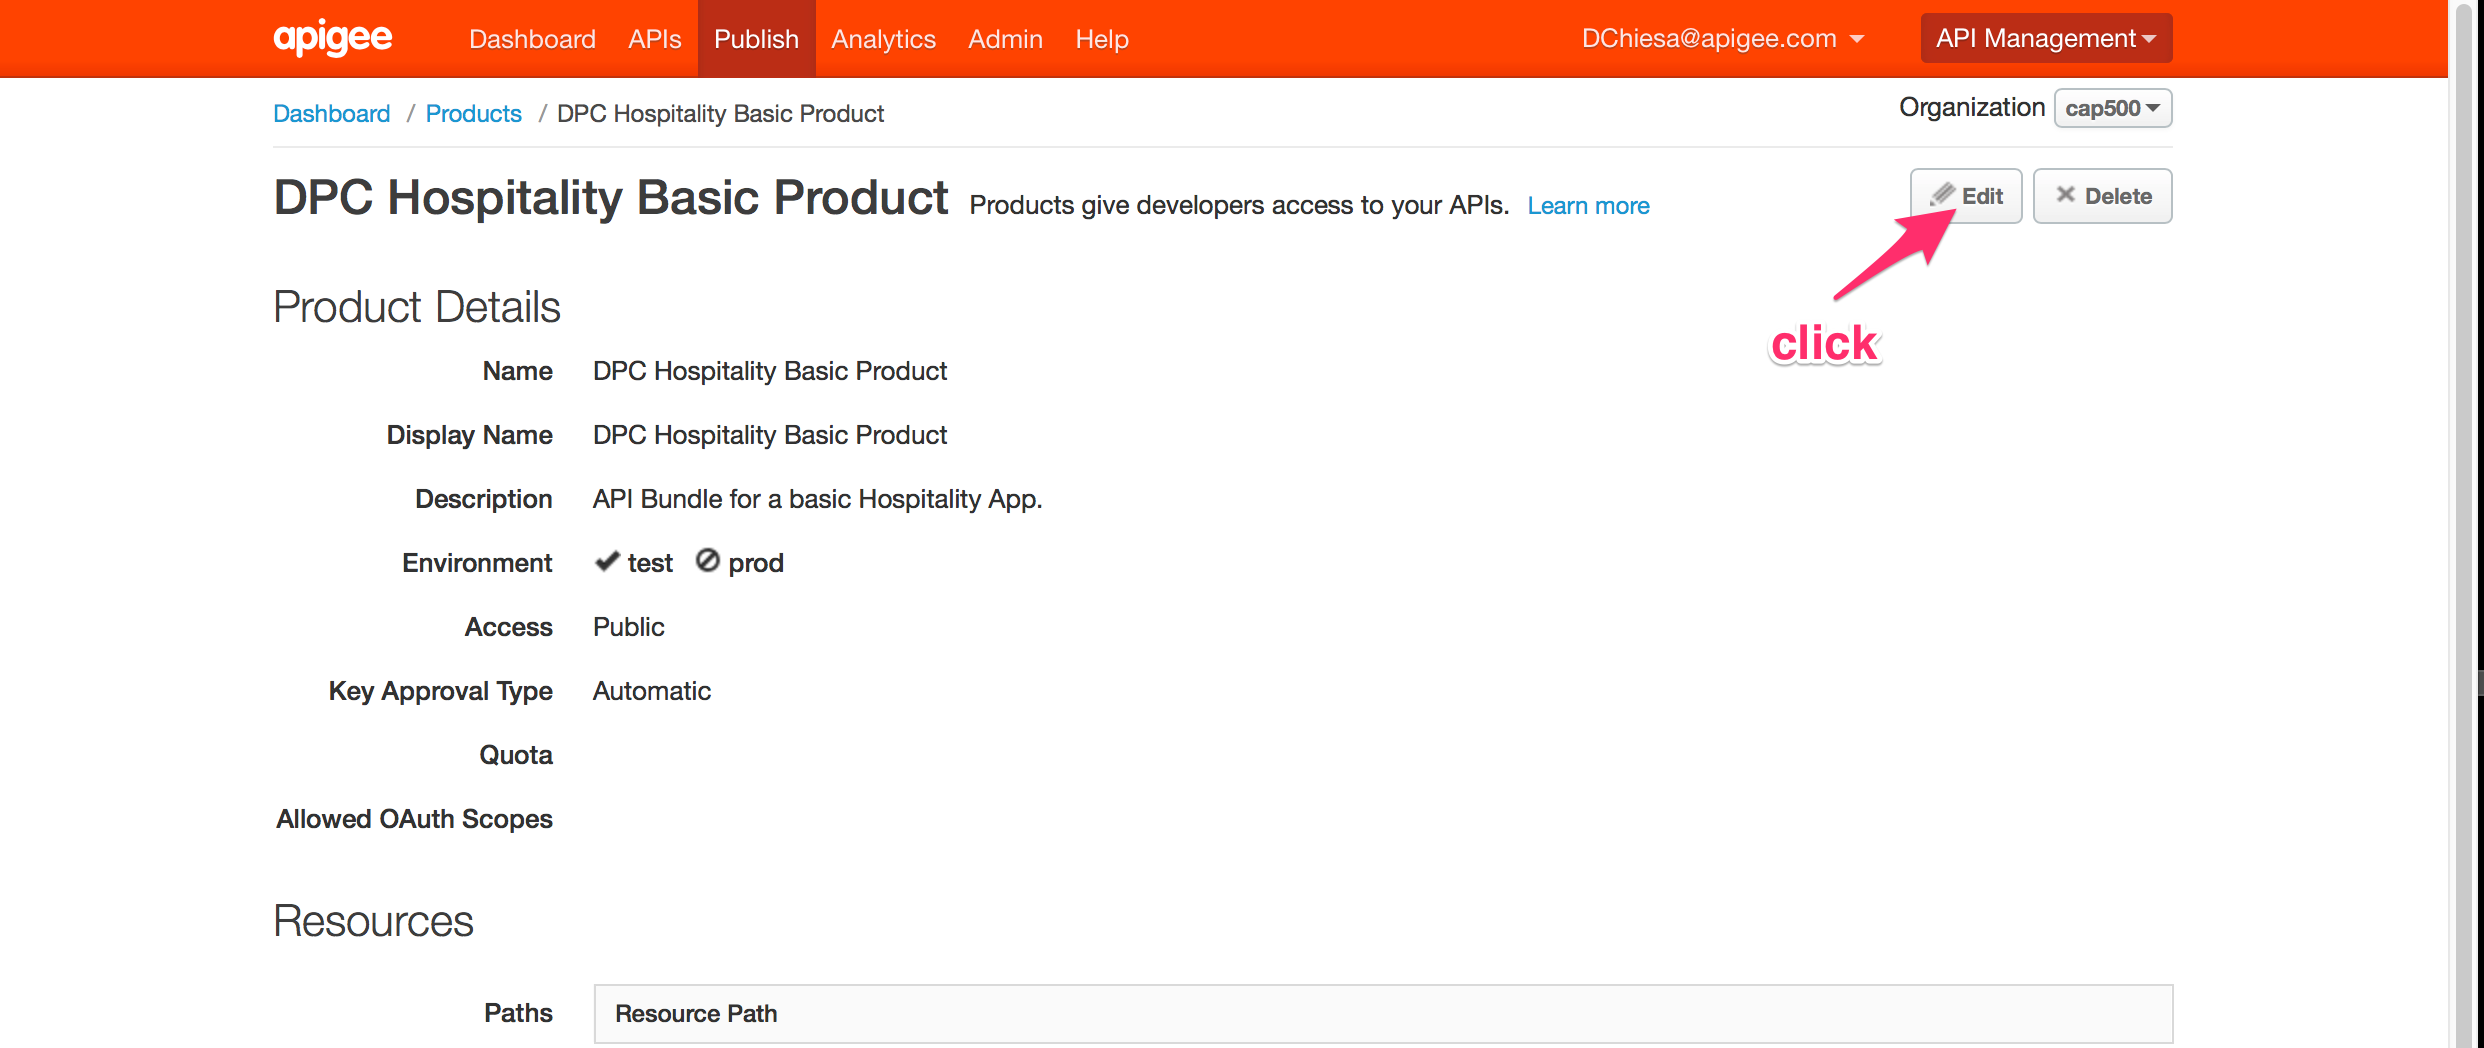 apigee Dashboard APIs Publish Analytics Admin Help DChiesa@apigee.com API Management
Dashboard / Products / DPC Hospitality Basic Product Organization cap500
DPC Hospitality Basic Product Products give developers access to your APIs. Learn more Edit Delete
click
Product Details
Name DPC Hospitality Basic Product
Display Name DPC Hospitality Basic Product
Description API Bundle for a basic Hospitality App.
Environment test prod
Access Public
Key Approval Type Automatic
Quota
Allowed OAuth Scopes
Resources
Paths Resource Path